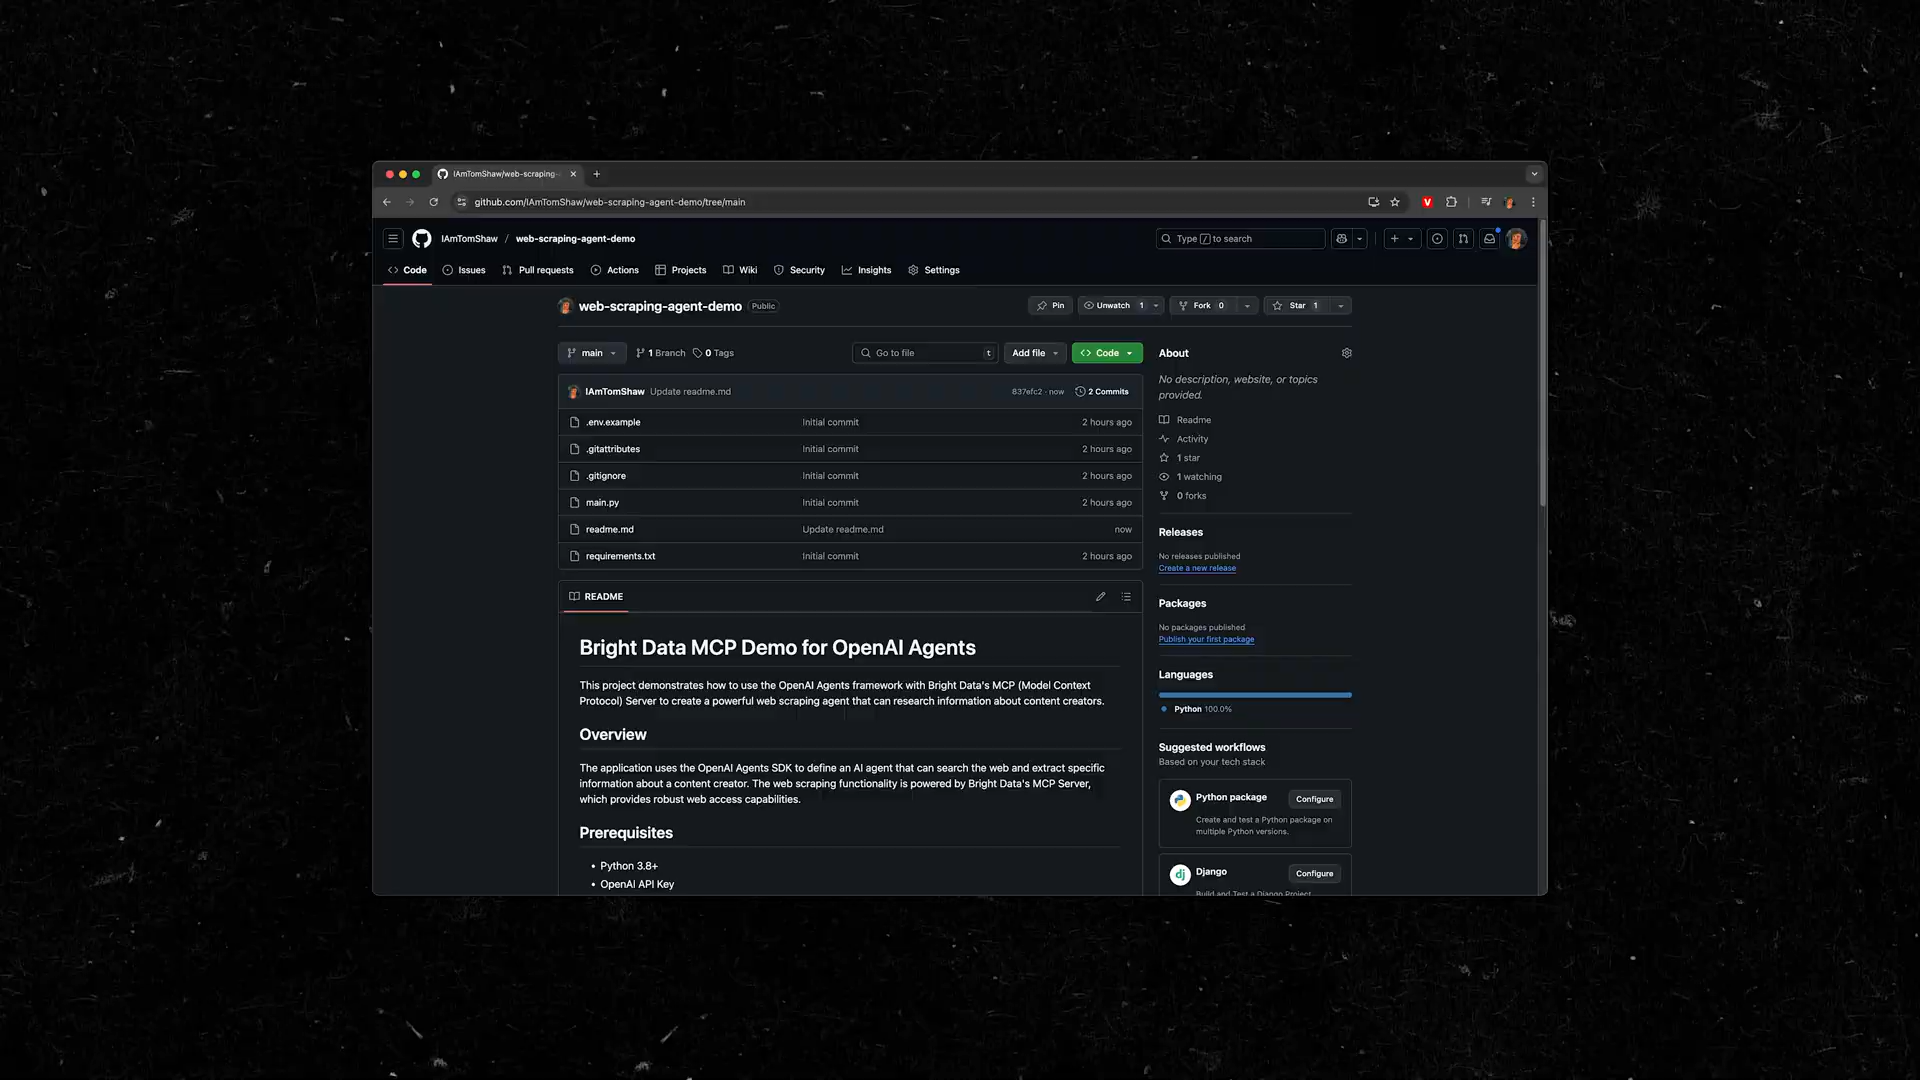 IAmTomShaw/web-scraping-
github.com/IAmTomShaw/web-scraping-agent-demo/tree/main
IAmTomShaw / web-scraping-agent-demo
Type / to search
Code
Issues
Pull requests
Actions
Projects
Wiki
Security
Insights
Settings
web-scraping-agent-demo Public
Pin
Unwatch 1
Fork 0
Star 1
main
1 Branch
0 Tags
Go to file t
Add file
Code
IAmTomShaw Update readme.md 837efc2 · now 2 Commits
.env.example Initial commit 2 hours ago
.gitattributes Initial commit 2 hours ago
.gitignore Initial commit 2 hours ago
main.py Initial commit 2 hours ago
readme.md Update readme.md now
requirements.txt Initial commit 2 hours ago
README
Bright Data MCP Demo for OpenAI Agents
This project demonstrates how to use the OpenAI Agents framework with Bright Data's MCP (Model Context
Protocol) Server to create a powerful web scraping agent that can research information about content creators.
Overview
The application uses the OpenAI Agents SDK to define an AI agent that can search the web and extract specific
information about a content creator. The web scraping functionality is powered by Bright Data's MCP Server,
which provides robust web access capabilities.
Prerequisites
• Python 3.8+
• OpenAI API Key
About
No description, website, or topics
provided.
Readme
Activity
1 star
1 watching
0 forks
Releases
No releases published
Create a new release
Packages
No packages published
Publish your first package
Languages
Python 100.0%
Suggested workflows
Based on your tech stack
Python package
Configure
Create and test a Python package on
multiple Python versions.
dj
Django
Configure
Build and Test a Django Project